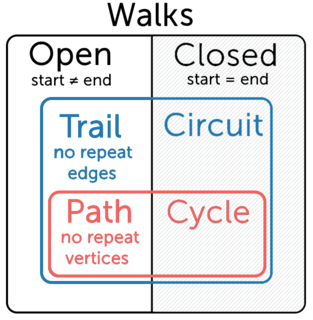 Walks
Open
start ≠ end
Closed
start = end
Trail
no repeat
edges
Circuit
Path
no repeat
vertices
Cycle